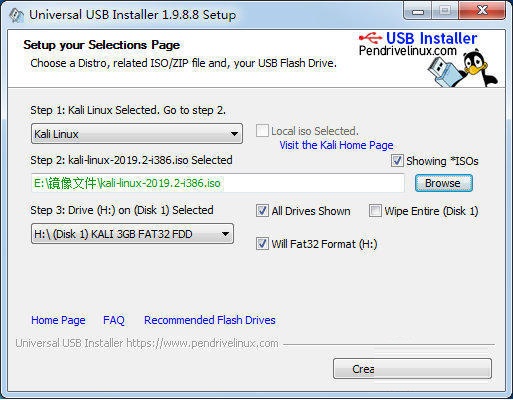 Universal USB Installer 1.9.8.8 Setup
Setup your Selections Page
Choose a Distro, related ISO/ZIP file and, your USB Flash Drive.
USB Installer
Pendrivelinux.com
Step 1: Kali Linux Selected. Go to step 2.
Kali Linux
Local iso Selected.
Visit the Kali Home Page
Step 2: kali-linux-2019.2-i386.iso Selected
Showing *ISOs
E:\镜像文件\kali-linux-2019.2-i386.iso
Browse
Step 3: Drive (H:) on (Disk 1) Selected
All Drives Shown
Wipe Entire (Disk 1)
H:\ (Disk 1) KALI 3GB FAT32 FDD
Will Fat32 Format (H:)
Home Page
FAQ
Recommended Flash Drives
Universal USB Installer https://www.pendrivelinux.com
Crea